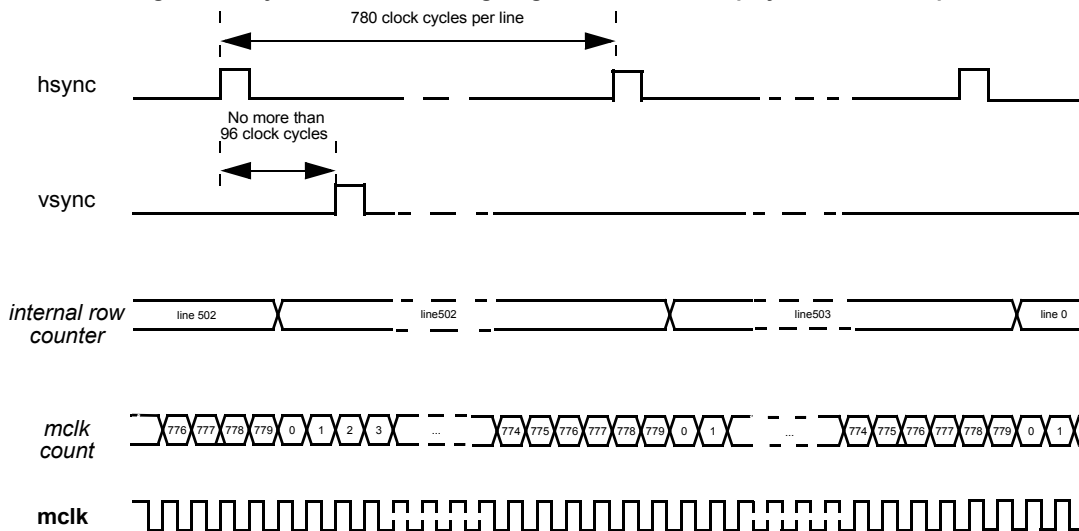 780 clock cycles per line
hsync
No more than
96 clock cycles
vsync
internal row
counter
line 502
line502
line503
line 0
mclk
count
776 777 778 779 0 1 2 3 ... 774 775 776 777 778 779 0 1 ... 774 775 776 777 778 779 0 1
mclk